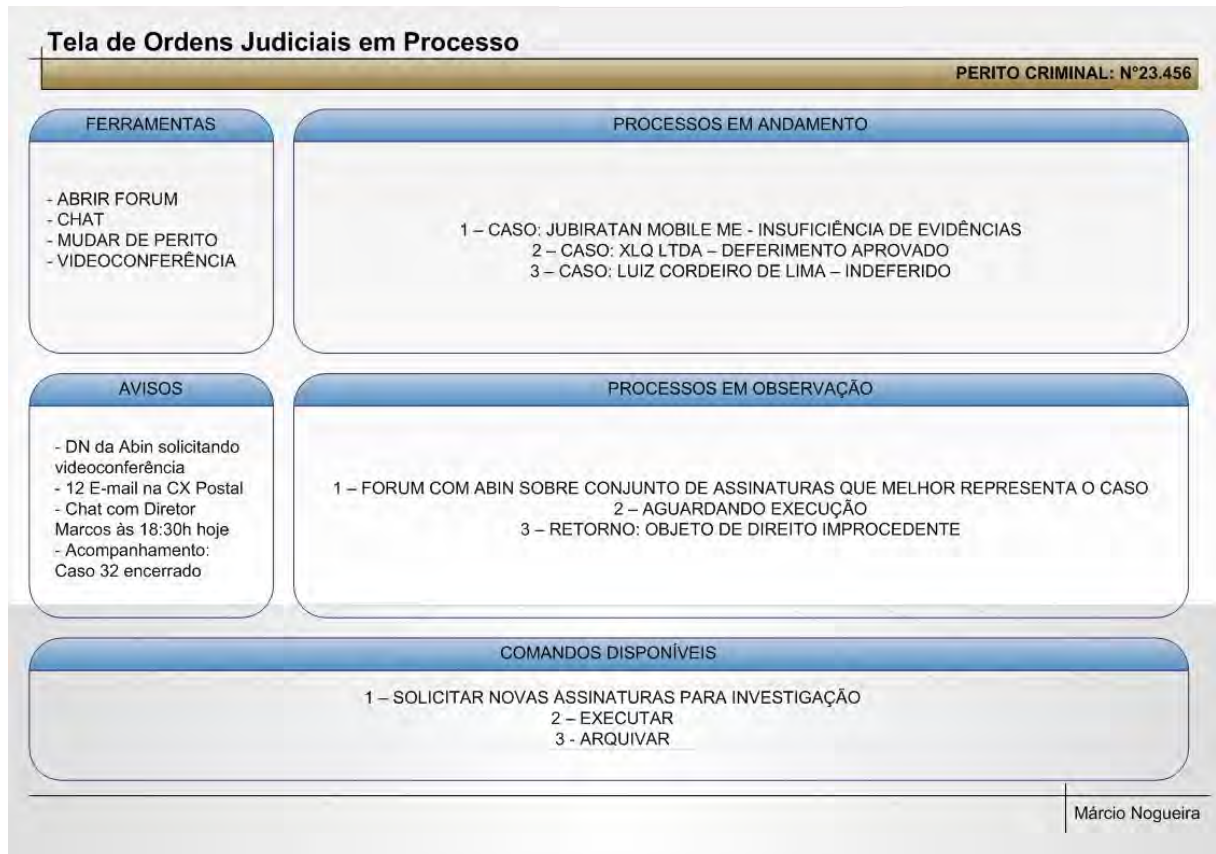 Tela de Ordens Judiciais em Processo
PERITO CRIMINAL: N°23.456
FERRAMENTAS
- ABRIR FORUM
- CHAT
- MUDAR DE PERITO
- VIDEOCONFERÊNCIA
PROCESSOS EM ANDAMENTO
1 – CASO: JUBIRATAN MOBILE ME - INSUFICIÊNCIA DE EVIDÊNCIAS
2 – CASO: XLQ LTDA – DEFERIMENTO APROVADO
3 – CASO: LUIZ CORDEIRO DE LIMA – INDEFERIDO
AVISOS
- DN da Abin solicitando
videoconferência
- 12 E-mail na CX Postal
- Chat com Diretor
Marcos às 18:30h hoje
- Acompanhamento:
Caso 32 encerrado
PROCESSOS EM OBSERVAÇÃO
1 – FORUM COM ABIN SOBRE CONJUNTO DE ASSINATURAS QUE MELHOR REPRESENTA O CASO
2 – AGUARDANDO EXECUÇÃO
3 – RETORNO: OBJETO DE DIREITO IMPROCEDENTE
COMANDOS DISPONÍVEIS
1 – SOLICITAR NOVAS ASSINATURAS PARA INVESTIGAÇÃO
2 – EXECUTAR
3 - ARQUIVAR
Márcio Nogueira